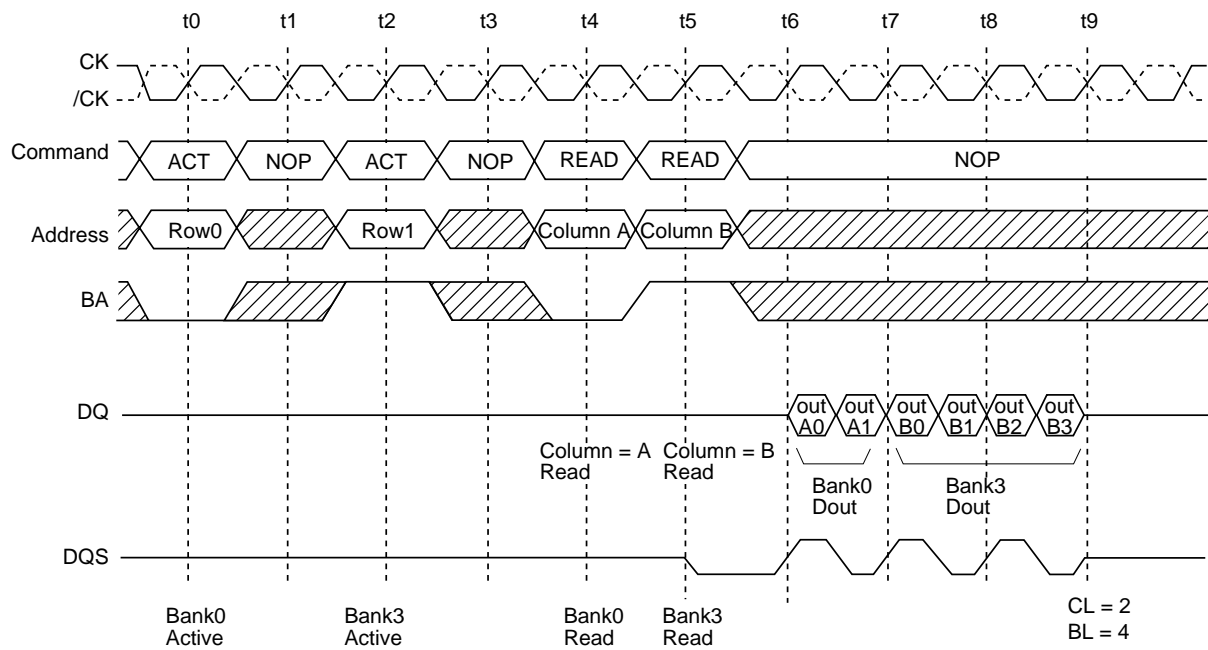 t0 t1 t2 t3 t4 t5 t6 t7 t8 t9
CK
/CK
Command ACT NOP ACT NOP READ READ NOP
Address Row0 Row1 Column A Column B
BA
DQ out A0 out A1 out B0 out B1 out B2 out B3
Column = A Column = B
Read Read
Bank0 Bank3
Dout Dout
DQS
Bank0 Bank3 Bank0 Bank3 CL = 2
Active Active Read Read BL = 4